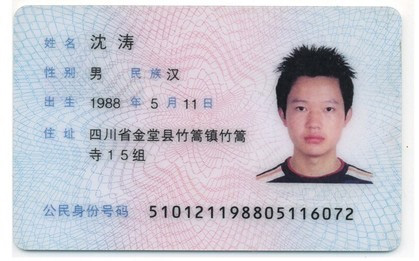 姓名 沈涛
性别 男 民族 汉
出生 1988 年 5 月 11 日
住址 四川省金堂县竹篙镇竹篙
寺15组
公民身份号码 510121198805116072